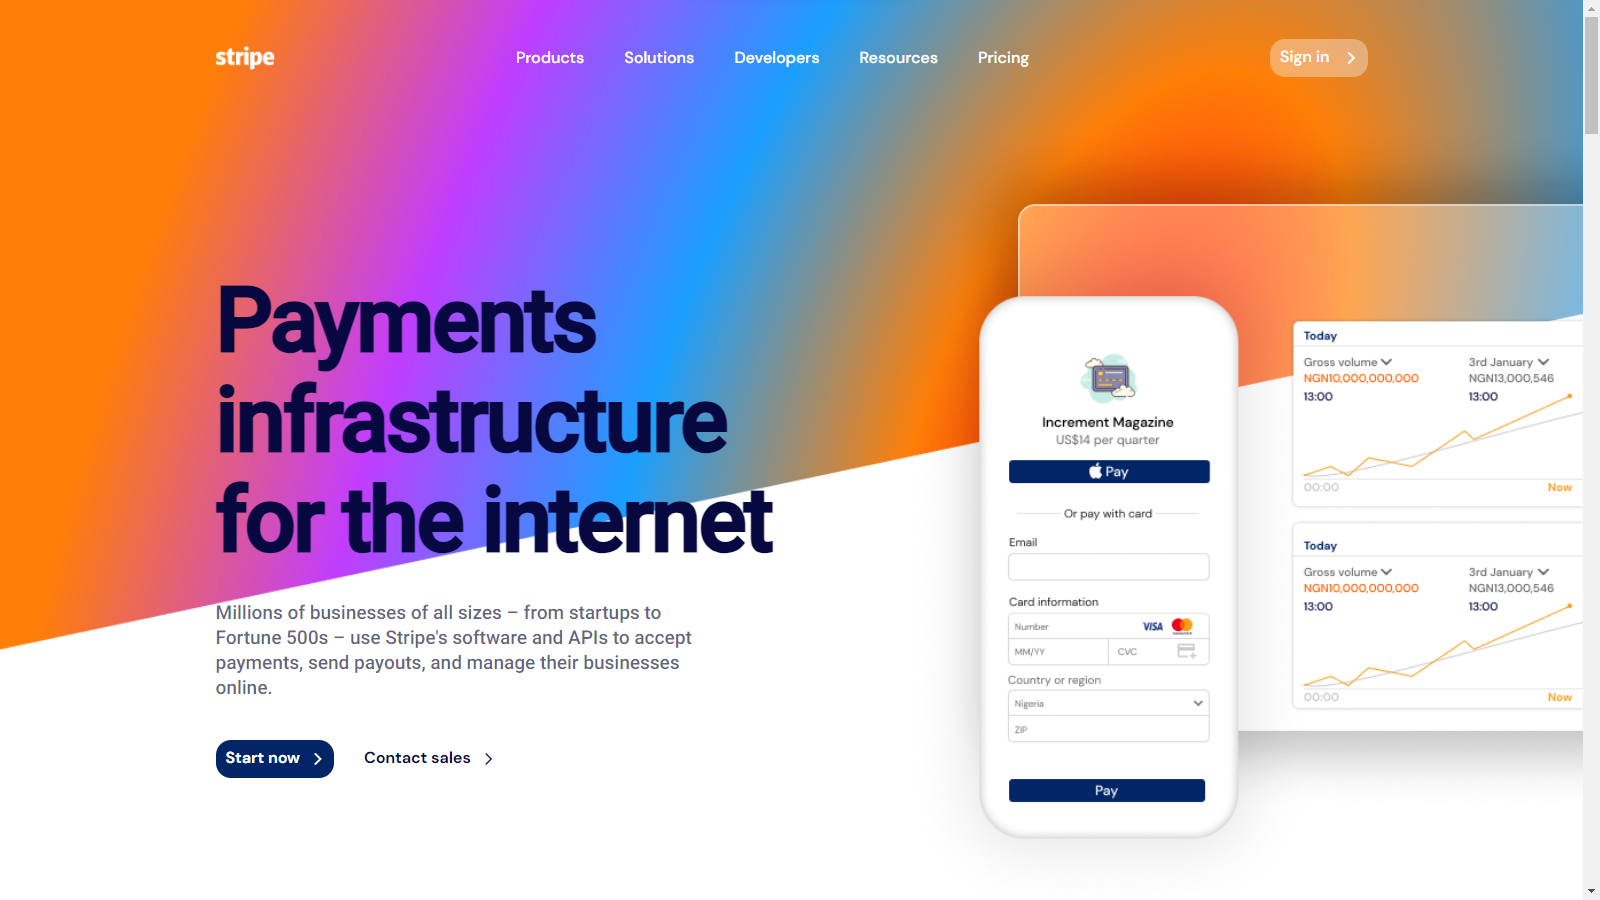 stripe
Products
Solutions
Developers
Resources
Pricing
Sign in
Payments
infrastructure
for the internet
Millions of businesses of all sizes – from startups to
Fortune 500s – use Stripe's software and APIs to accept
payments, send payouts, and manage their businesses
online.
Start now
Contact sales
Increment Magazine
US$14 per quarter
Pay
Or pay with card
Email
Card information
Number
VISA
MM/YY
CVC
Country or region
Nigeria
ZIP
Pay
Today
Gross volume
3rd January
NGN10,000,000,000
NGN13,000,546
13:00
13:00
00:00
Now
Today
Gross volume
3rd January
NGN10,000,000,000
NGN13,000,546
13:00
13:00
00:00
Now